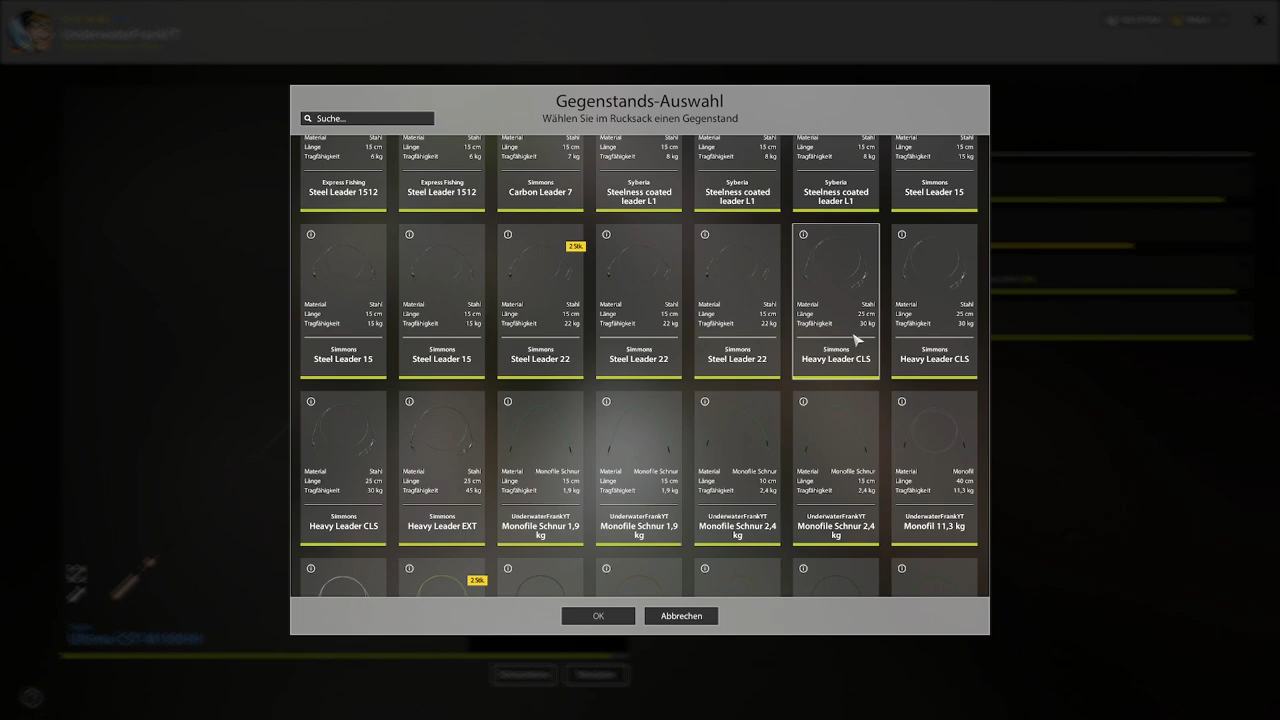 UnderwaterFrankYT
Gegenstands-Auswahl
Suche...
Wählen Sie im Rucksack einen Gegenstand
Material Stahl Material Stahl Material Stahl Material Stahl Material Stahl Material Stahl Material Stahl
Länge 15 cm Länge 15 cm Länge 15 cm Länge 15 cm Länge 15 cm Länge 15 cm Länge 15 cm
Tragfähigkeit 6 kg Tragfähigkeit 6 kg Tragfähigkeit 7 kg Tragfähigkeit 8 kg Tragfähigkeit 8 kg Tragfähigkeit 8 kg Tragfähigkeit 15 kg
Express Fishing Express Fishing Simmons Syberia Syberia Syberia Simmons
Steel Leader 1512 Steel Leader 1512 Carbon Leader 7 Steelness coated Steelness coated Steelness coated Steel Leader 15
leader L1 leader L1 leader L1
2 Stk.
Material Stahl Material Stahl Material Stahl Material Stahl Material Stahl Material Stahl Material Stahl
Länge 15 cm Länge 15 cm Länge 15 cm Länge 15 cm Länge 15 cm Länge 25 cm Länge 25 cm
Tragfähigkeit 15 kg Tragfähigkeit 15 kg Tragfähigkeit 22 kg Tragfähigkeit 22 kg Tragfähigkeit 22 kg Tragfähigkeit 30 kg Tragfähigkeit 30 kg
Simmons Simmons Simmons Simmons Simmons Simmons Simmons
Steel Leader 15 Steel Leader 15 Steel Leader 22 Steel Leader 22 Steel Leader 22 Heavy Leader CLS Heavy Leader CLS
Material Stahl Material Stahl Material Monofile Schnur Material Monofile Schnur Material Monofile Schnur Material Monofile Schnur Material Monofil
Länge 25 cm Länge 25 cm Länge 15 cm Länge 15 cm Länge 10 cm Länge 15 cm Länge 40 cm
Tragfähigkeit 30 kg Tragfähigkeit 45 kg Tragfähigkeit 1,9 kg Tragfähigkeit 1,9 kg Tragfähigkeit 2,4 kg Tragfähigkeit 2,4 kg Tragfähigkeit 11,3 kg
Simmons Simmons UnderwaterFrankYT UnderwaterFrankYT UnderwaterFrankYT UnderwaterFrankYT UnderwaterFrankYT
Heavy Leader CLS Heavy Leader EXT Monofile Schnur 1,9 Monofile Schnur 1,9 Monofile Schnur 2,4 Monofile Schnur 2,4 Monofil 11,3 kg
kg kg kg kg
2 Stk.
OK Abbrechen